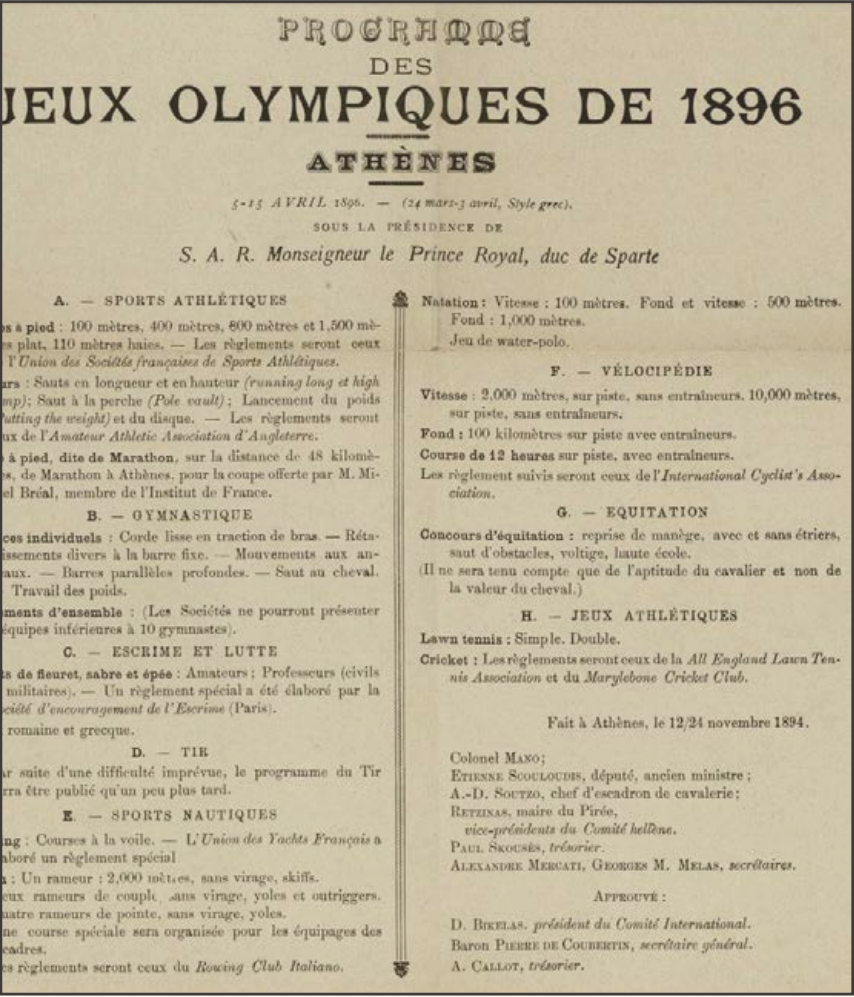 PROGRAMME
DES
JEUX OLYMPIQUES DE 1896
ATHÈNES
5-15 AVRIL 1896. — (24 mars-3 avril, Style grec).
SOUS LA PRÉSIDENCE DE
S. A. R. Monseigneur le Prince Royal, duc de Sparte
A. — SPORTS ATHLÉTIQUES
es à pied : 100 mètres, 400 mètres, 800 mètres et 1,500 mè-
es plat, 110 mètres haies. — Les règlements seront ceux
l'Union des Sociétés françaises de Sports Athlétiques.
urs : Sauts en longueur et en hauteur (running long et high
mp); Saut à la perche (Pole vault) ; Lancement du poids
utting the weight) et du disque. — Les règlements seront
ux de l'Amateur Athletic Association d'Angleterre.
à pied, dite de Marathon, sur la distance de 48 kilomè-
es, de Marathon à Athènes, pour la coupe offerte par M. Mi-
el Bréal, membre de l'Institut de France.
B. — GYMNASTIQUE
ces individuels : Corde lisse en traction de bras. — Réta-
issements divers à la barre fixe. — Mouvements aux an-
aux. — Barres parallèles profondes. — Saut au cheval.
Travail des poids.
ments d'ensemble : (Les Sociétés ne pourront présenter
équipes inférieures à 10 gymnastes).
C. — ESCRIME ET LUTTE
ts de fleuret, sabre et épée : Amateurs ; Professeurs (civils
militaires). — Un règlement spécial a été élaboré par la
ciété d'encouragement de l'Escrime (Paris).
romaine et grecque.
D. — TIR
ar suite d'une difficulté imprévue, le programme du Tir
rra être publié qu'un peu plus tard.
E. — SPORTS NAUTIQUES
ng : Courses à la voile. — L'Union des Yachts Français a
aboré un règlement spécial
: Un rameur : 2,000 mètres, sans virage, skiffs.
eux rameurs de couple, sans virage, yoles et outriggers.
uatre rameurs de pointe, sans virage, yoles.
ne course spéciale sera organisée pour les équipages des
cadres.
es règlements seront ceux du Rowing Club Italiano.
Natation : Vitesse : 100 mètres. Fond et vitesse : 500 mètres.
Fond : 1,000 mètres.
Jeu de water-polo.
F. — VÉLOCIPÉDIE
Vitesse : 2,000 mètres, sur piste, sans entraîneurs. 10,000 mètres,
sur piste, sans entraîneurs.
Fond : 100 kilomètres sur piste avec entraîneurs.
Course de 12 heures sur piste, avec entraîneurs.
Les règlement suivis seront ceux de l'International Cyclist's Asso-
ciation.
G. — EQUITATION
Concours d'équitation : reprise de manège, avec et sans étriers,
saut d'obstacles, voltige, haute école.
(Il ne sera tenu compte que de l'aptitude du cavalier et non de
la valeur du cheval.)
H. — JEUX ATHLÉTIQUES
Lawn tennis : Simple. Double.
Cricket : Les règlements seront ceux de la All England Lawn Ten-
nis Association et du Marylebone Cricket Club.
Fait à Athènes, le 12/24 novembre 1894.
Colonel MANO ;
ETIENNE SCOULOUDIS, député, ancien ministre ;
A.-D. SOUTZO, chef d'escadron de cavalerie ;
RETZINAS, maire du Pirée,
vice-présidents du Comité hellène.
PAUL SKOUSÈS, trésorier.
ALEXANDRE MERCATI, GEORGES M. MELAS, secrétaires.
APPROUVÉ :
D. BIKELAS. président du Comité International.
Baron PIERRE DE COUBERTIN, secrétaire général.
A. CALLOT, trésorier.